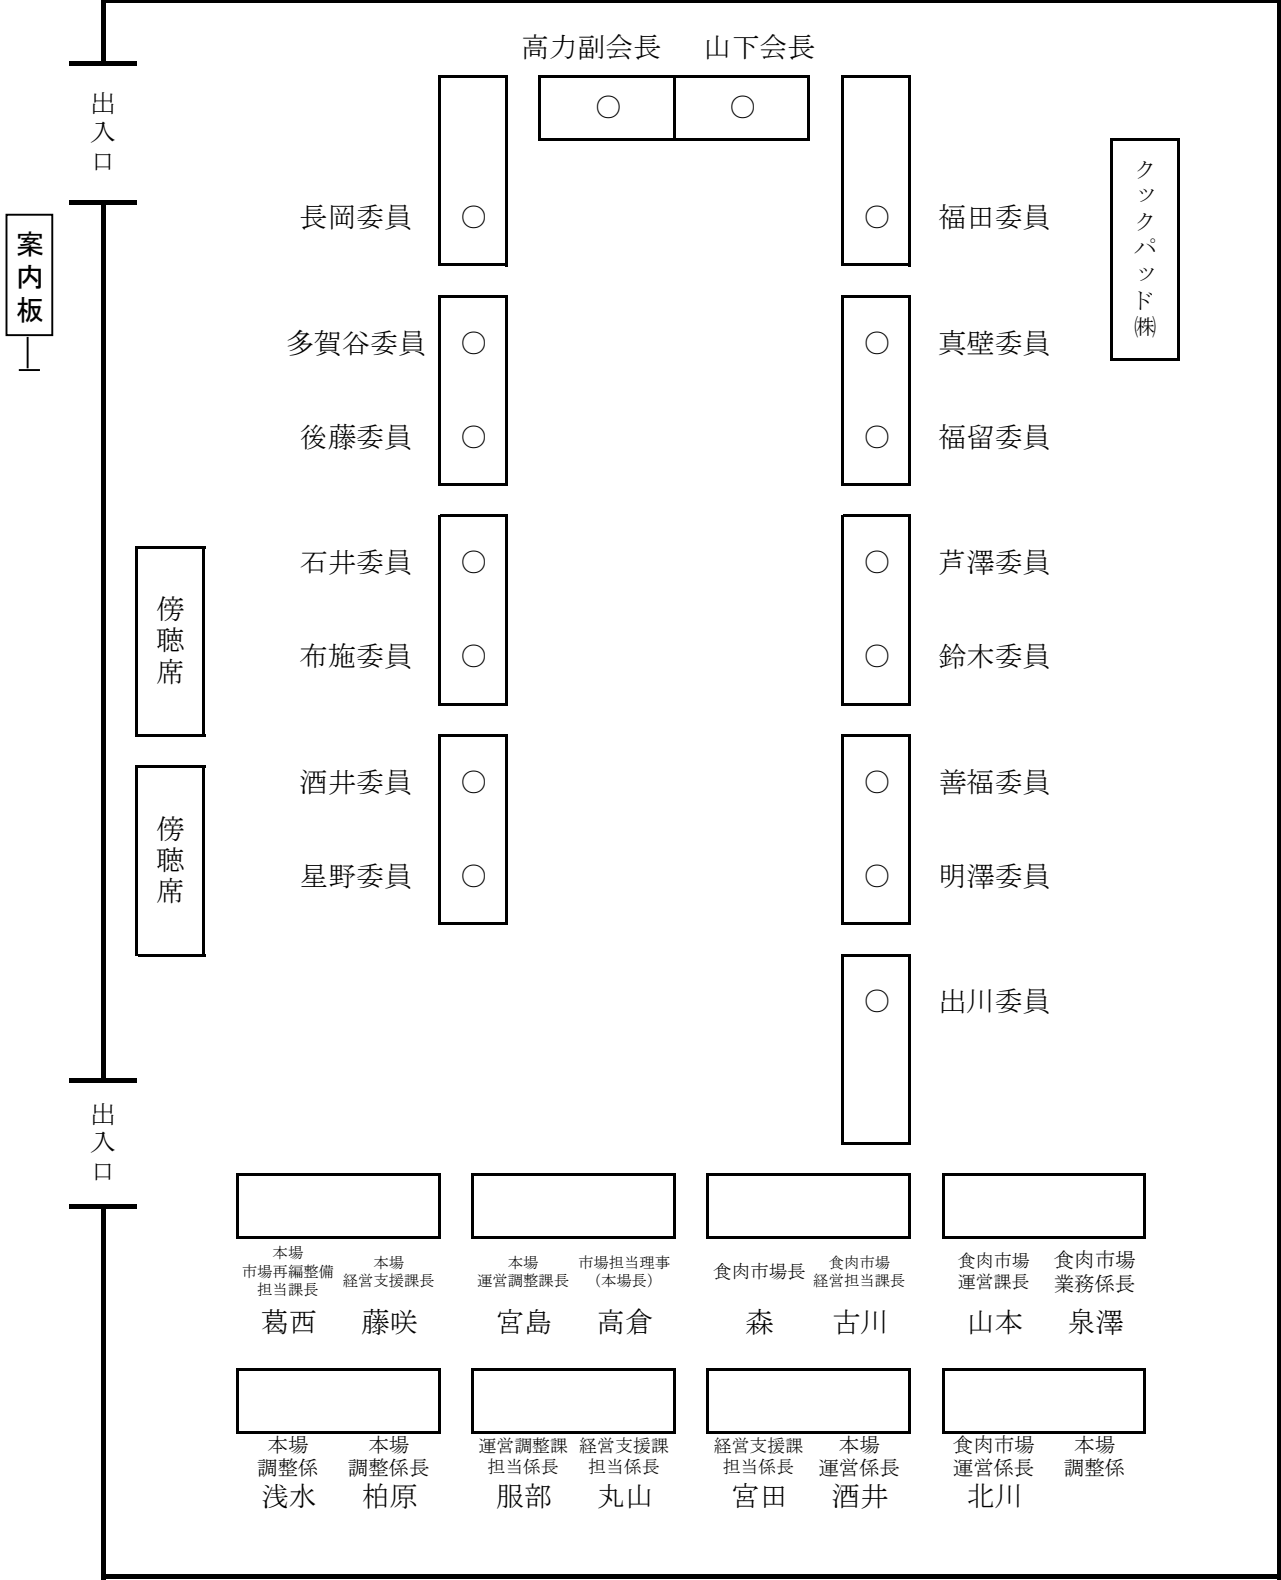 高力副会長 山下会長
○ ○
出入口
案内板
クックパッド㈱
長岡委員 ○ ○ 福田委員
多賀谷委員 ○ ○ 真壁委員
後藤委員 ○ ○ 福留委員
石井委員 ○ ○ 芦澤委員
布施委員 ○ ○ 鈴木委員
傍聴席
酒井委員 ○ ○ 善福委員
星野委員 ○ ○ 明澤委員
傍聴席
○ 出川委員
出入口
本場
市場再編整備
担当課長
葛西
本場
経営支援課長
藤咲
本場
運営調整課長
宮島
市場担当理事
（本場長）
高倉
食肉市場長
森
食肉市場
経営担当課長
古川
食肉市場
運営課長
山本
食肉市場
業務係長
泉澤
本場
調整係
浅水
本場
調整係長
柏原
運営調整課
担当係長
服部
経営支援課
担当係長
丸山
経営支援課
担当係長
宮田
本場
運営係長
酒井
食肉市場
運営係長
北川
本場
調整係